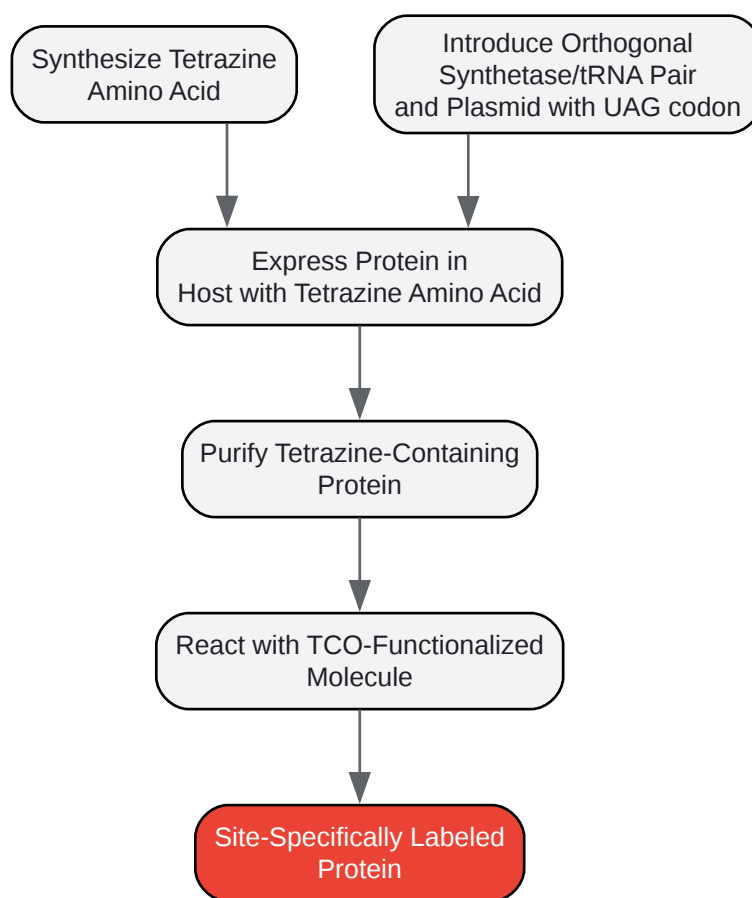 Synthesize Tetrazine
Amino Acid
Introduce Orthogonal
Synthetase/tRNA Pair
and Plasmid with UAG codon
Express Protein in
Host with Tetrazine Amino Acid
Purify Tetrazine-Containing
Protein
React with TCO-Functionalized
Molecule
Site-Specifically Labeled
Protein